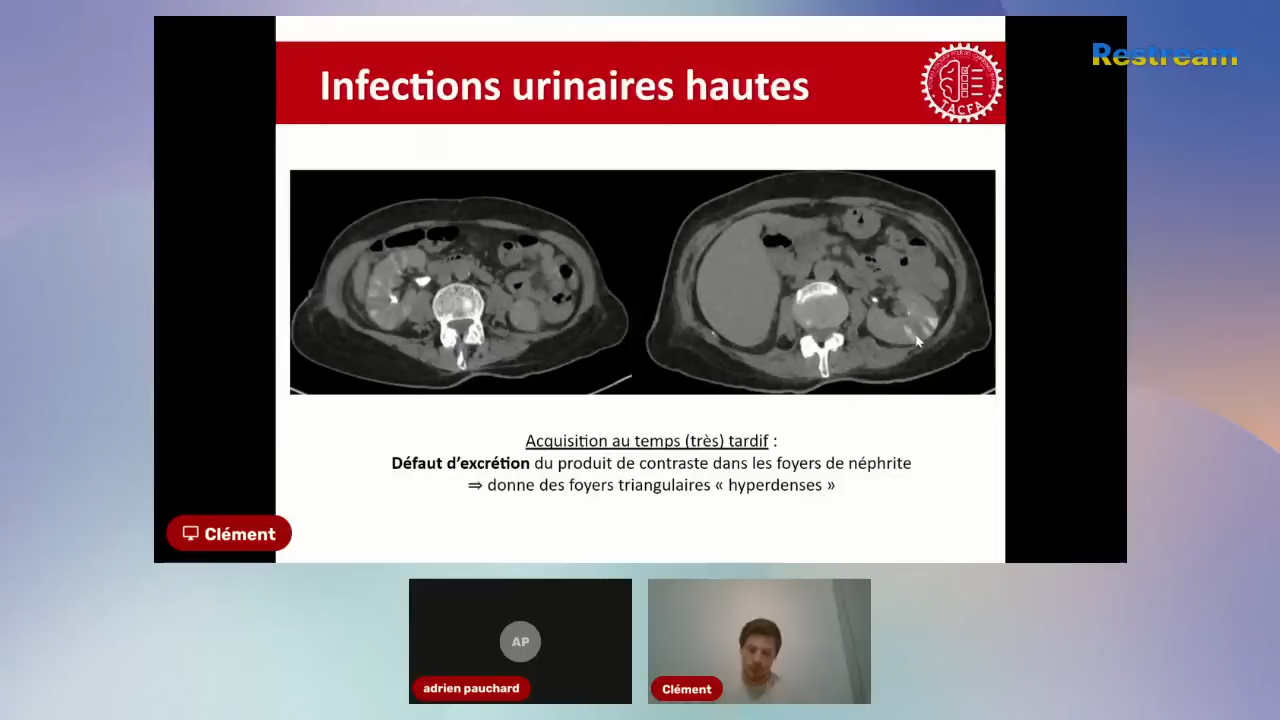 Restream
Infections urinaires hautes
TACFA
Acquisition au temps (très) tardif :
Défaut d’excrétion du produit de contraste dans les foyers de néphrite
⇒ donne des foyers triangulaires « hyperdenses »
Clément
AP
adrien pauchard
Clément